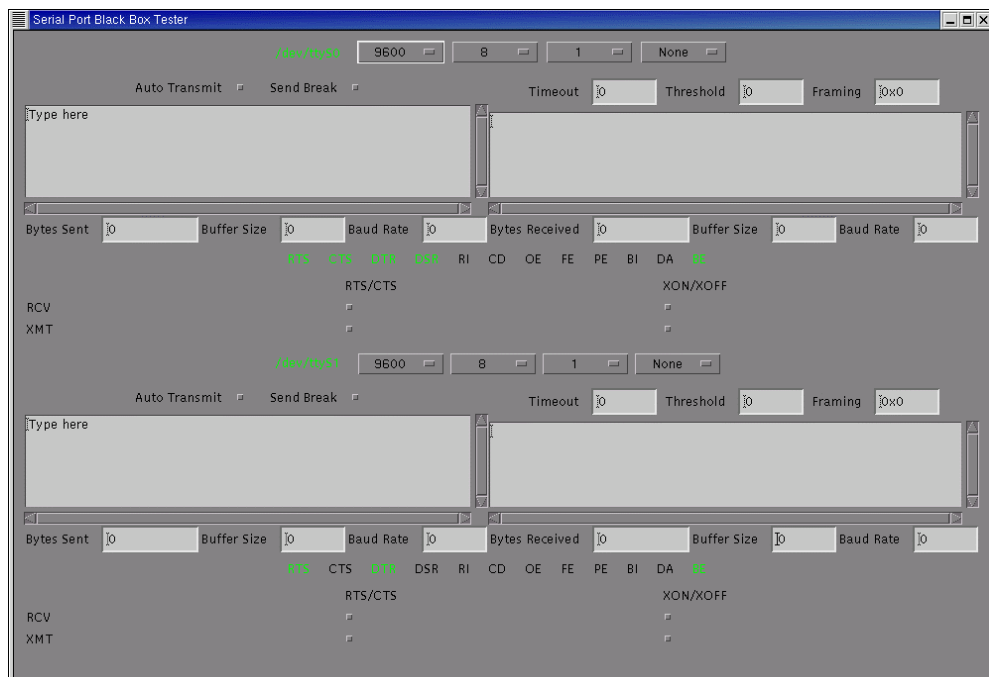 Serial Port Black Box Tester
/dev/ttyS0 9600 8 1 None
Auto Transmit Send Break Timeout 0 Threshold 0 Framing 0x0
Type here
Bytes Sent 0 Buffer Size 0 Baud Rate 0 Bytes Received 0 Buffer Size 0 Baud Rate 0
RTS CTS DTR DSR RI CD OE FE PE BI DA BE
RTS/CTS XON/XOFF
RCV
XMT
/dev/ttyS1 9600 8 1 None
Auto Transmit Send Break Timeout 0 Threshold 0 Framing 0x0
Type here
Bytes Sent 0 Buffer Size 0 Baud Rate 0 Bytes Received 0 Buffer Size 0 Baud Rate 0
RTS CTS DTR DSR RI CD OE FE PE BI DA BE
RTS/CTS XON/XOFF
RCV
XMT